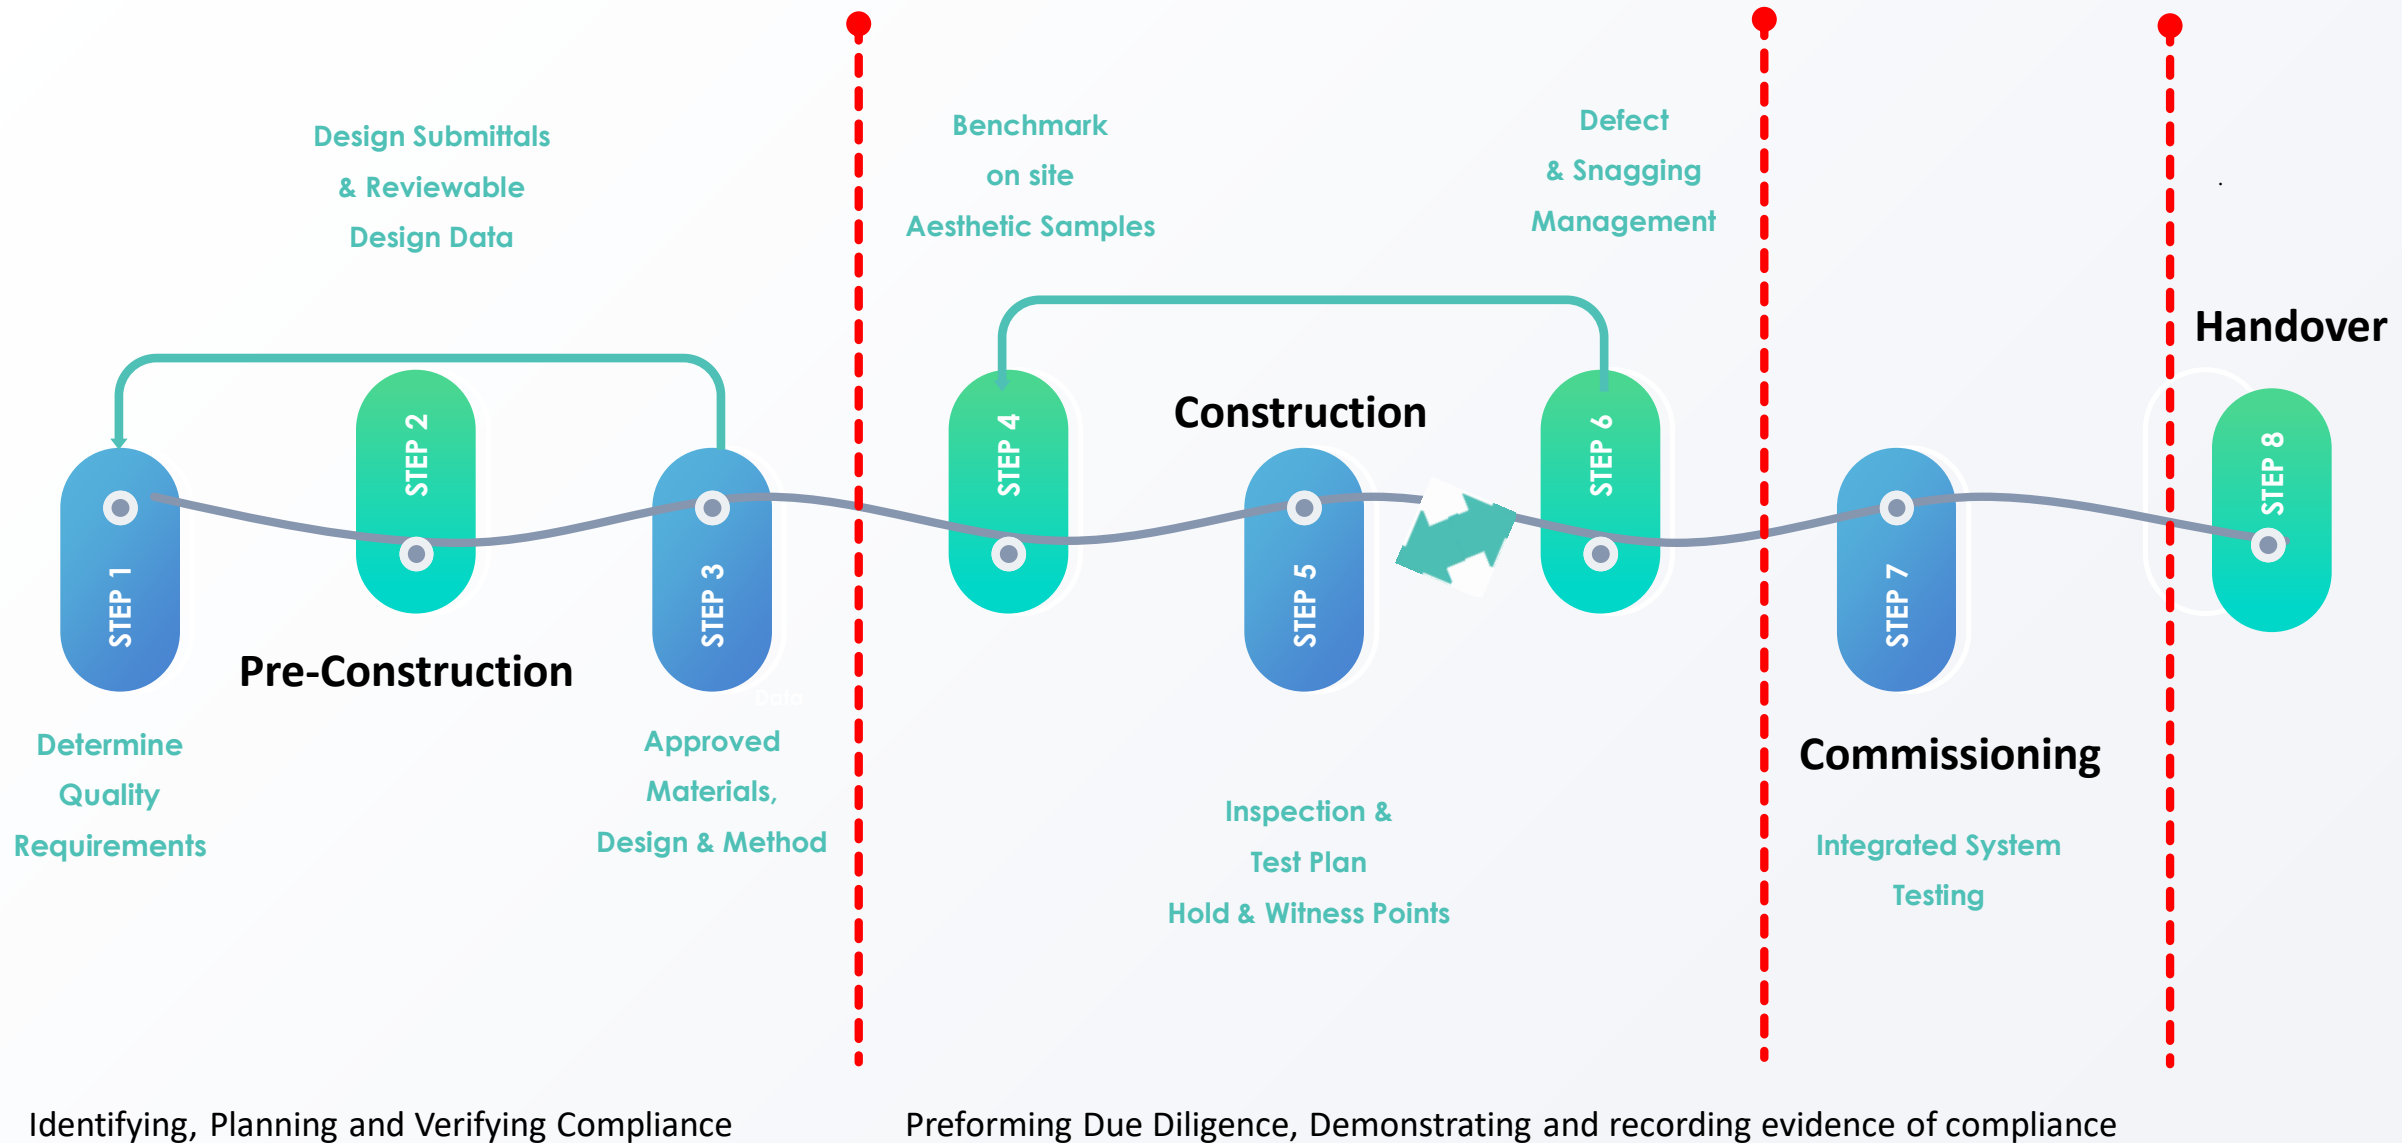 Design Submittals
& Reviewable
Design Data
Benchmark
on site
Aesthetic Samples
Defect
& Snagging
Management
.
Handover
Construction
STEP 1
STEP 2
STEP 3
STEP 4
STEP 5
STEP 6
STEP 7
STEP 8
Pre-Construction
Data
Determine
Quality
Requirements
Approved
Materials,
Design & Method
Inspection &
Test Plan
Hold & Witness Points
Commissioning
Integrated System
Testing
Identifying, Planning and Verifying Compliance
Preforming Due Diligence, Demonstrating and recording evidence of compliance